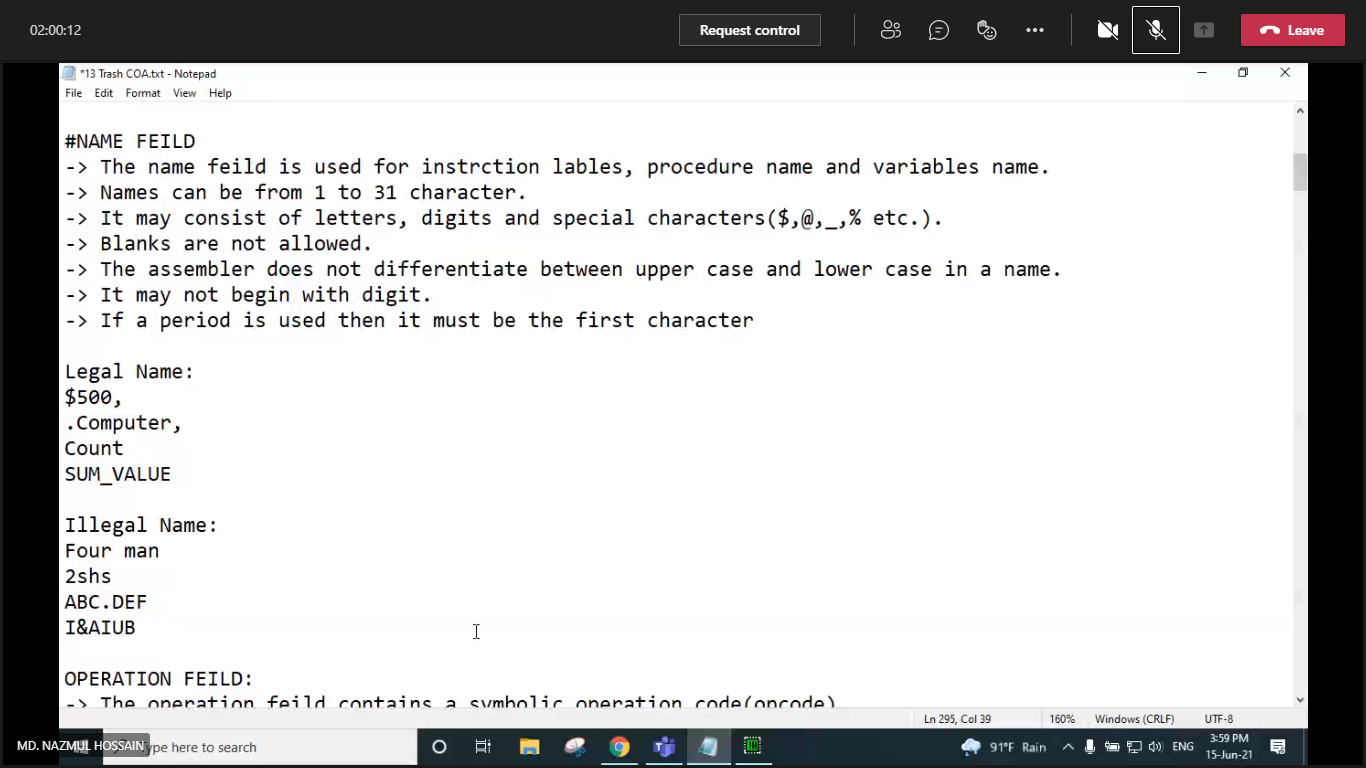 02:00:12
Request control
Leave
*13 Trash COA.txt - Notepad
File Edit Format View Help
#NAME FEILD
-> The name feild is used for instrction lables, procedure name and variables name.
-> Names can be from 1 to 31 character.
-> It may consist of letters, digits and special characters($,@,_,% etc.).
-> Blanks are not allowed.
-> The assembler does not differentiate between upper case and lower case in a name.
-> It may not begin with digit.
-> If a period is used then it must be the first character
Legal Name:
$500,
.Computer,
Count
SUM_VALUE
Illegal Name:
Four man
2shs
ABC.DEF
I&AIUB
OPERATION FEILD:
-> The operation feild contains a symbolic operation code(opcode)
Ln 295, Col 39 160% Windows (CRLF) UTF-8
MD. NAZMUL HOSSAIN
ype here to search
91°F Rain
ENG
3:59 PM
15-Jun-21